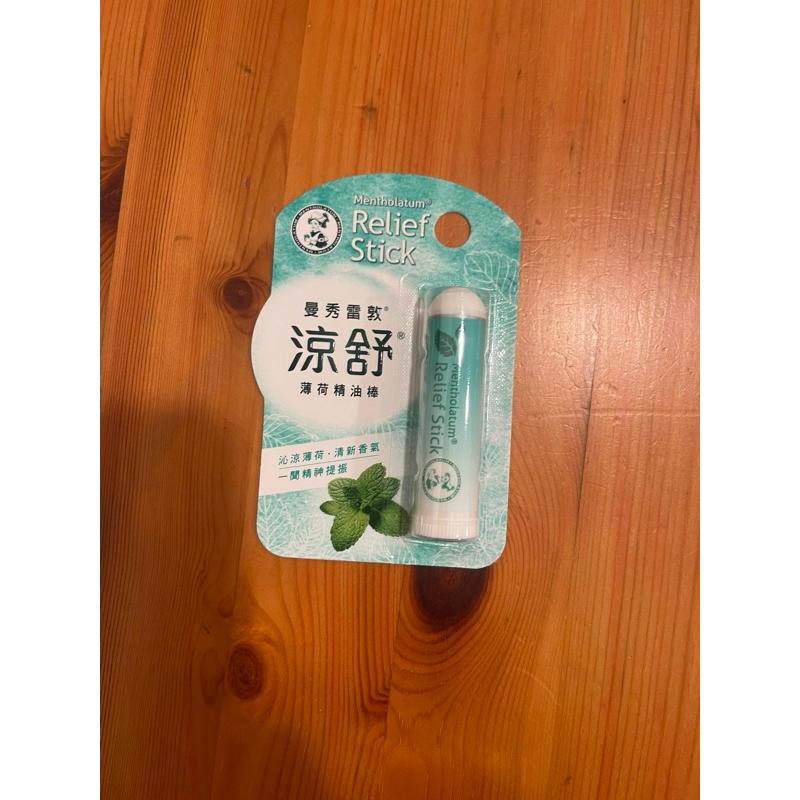 Mentholatum®
Relief
Stick
曼秀雷敦®
涼舒®
薄荷精油棒
沁涼薄荷·清新香氣
一聞精神提振
Mentholatum®
Relief Stick